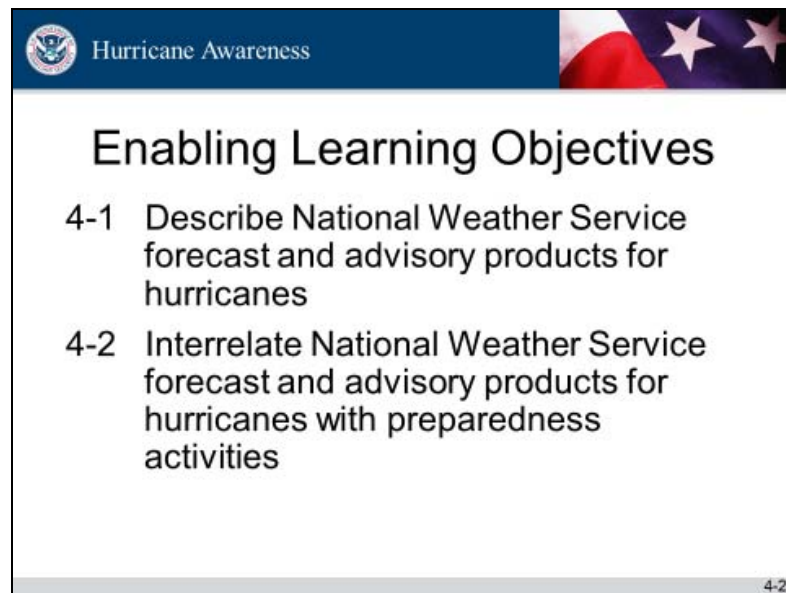 Hurricane Awareness
Enabling Learning Objectives
4-1 Describe National Weather Service
forecast and advisory products for
hurricanes
4-2 Interrelate National Weather Service
forecast and advisory products for
hurricanes with preparedness
activities
4-2